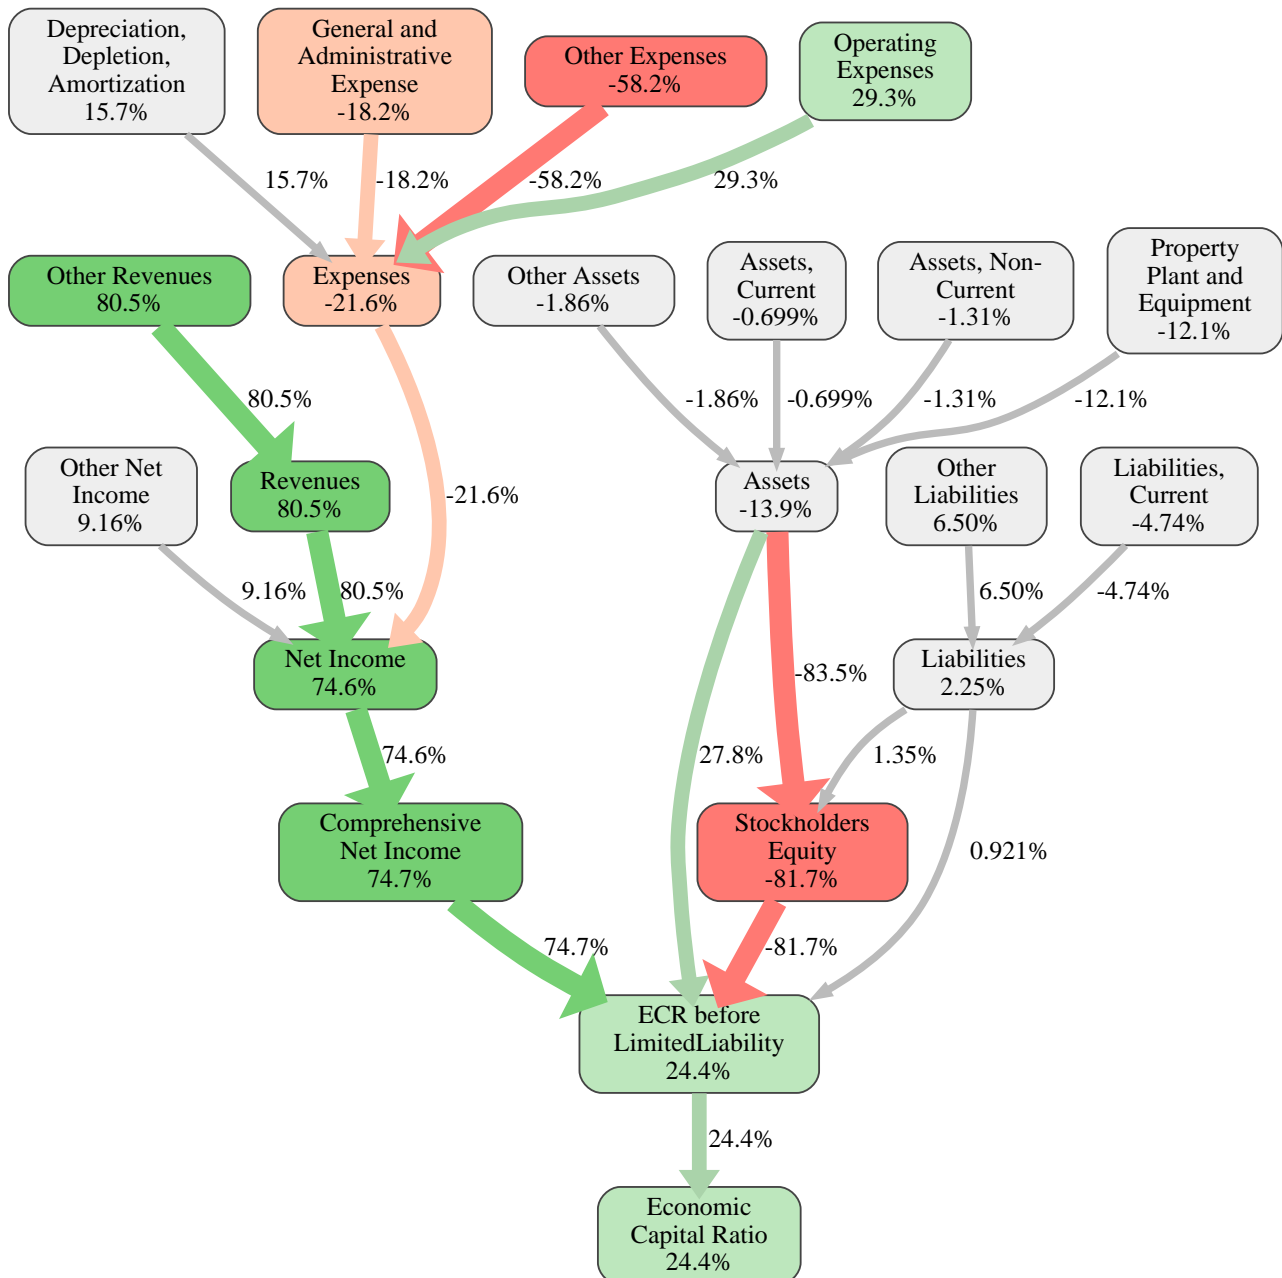 Depreciation,
Depletion,
Amortization
15.7%
General and
Administrative
Expense
-18.2%
Other Expenses
-58.2%
Operating
Expenses
29.3%
15.7%
-18.2%
-58.2%
29.3%
Other Revenues
80.5%
Expenses
-21.6%
Other Assets
-1.86%
Assets,
Current
-0.699%
Assets, Non-
Current
-1.31%
Property
Plant and
Equipment
-12.1%
80.5%
-1.86%
-0.699%
-1.31%
-12.1%
Other Net
Income
9.16%
Revenues
80.5%
-21.6%
Assets
-13.9%
Other
Liabilities
6.50%
Liabilities,
Current
-4.74%
9.16%
80.5%
6.50%
-4.74%
Net Income
74.6%
-83.5%
Liabilities
2.25%
74.6%
27.8%
1.35%
Comprehensive
Net Income
74.7%
Stockholders
Equity
-81.7%
0.921%
74.7%
-81.7%
ECR before
LimitedLiability
24.4%
24.4%
Economic
Capital Ratio
24.4%